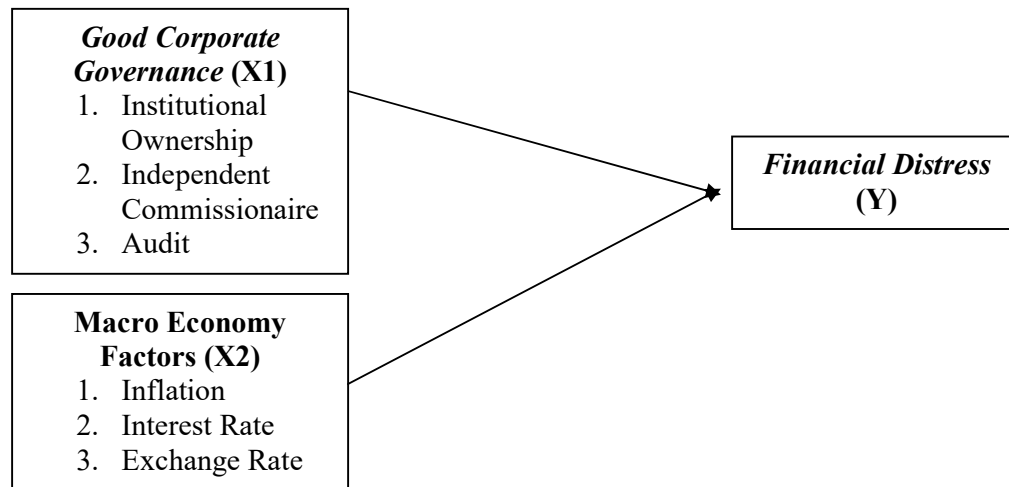 Good Corporate
Governance (X1)
1. Institutional
Ownership
2. Independent
Commissionaire
3. Audit
Financial Distress
(Y)
Macro Economy
Factors (X2)
1. Inflation
2. Interest Rate
3. Exchange Rate